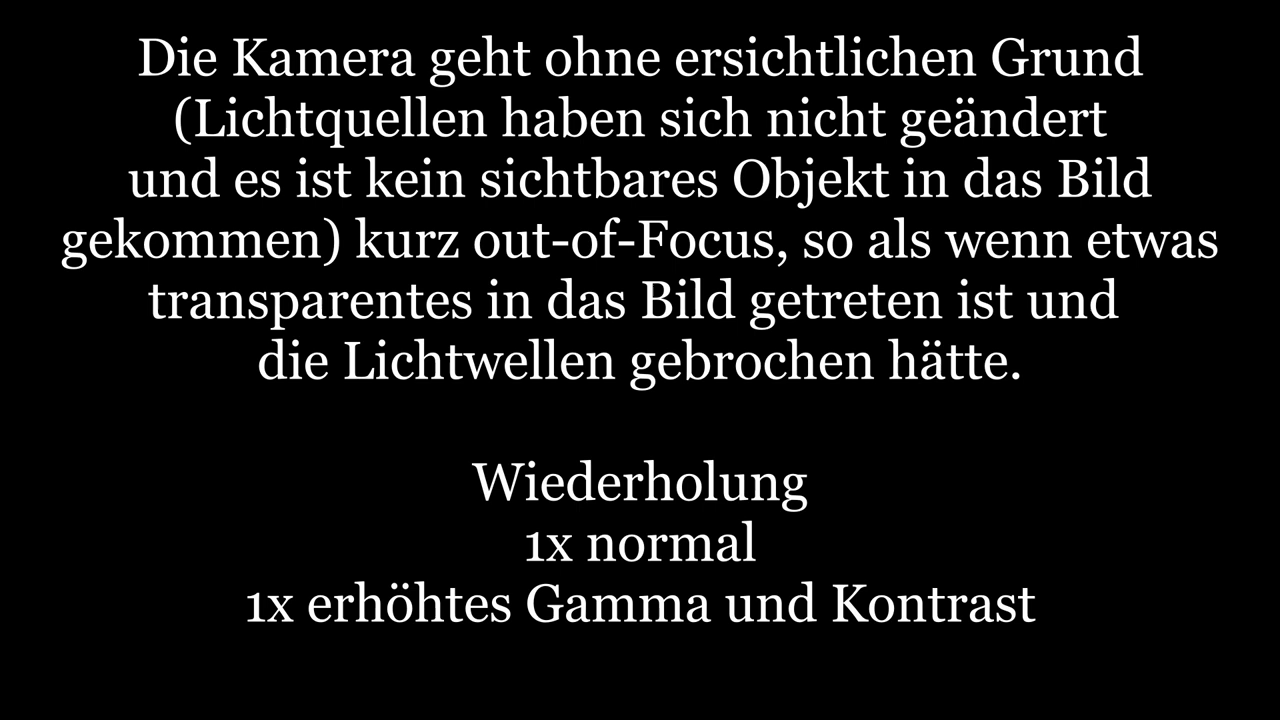 Die Kamera geht ohne ersichtlichen Grund
(Lichtquellen haben sich nicht geändert
und es ist kein sichtbares Objekt in das Bild
gekommen) kurz out-of-Focus, so als wenn etwas
transparentes in das Bild getreten ist und
die Lichtwellen gebrochen hätte.
Wiederholung
1x normal
1x erhöhtes Gamma und Kontrast